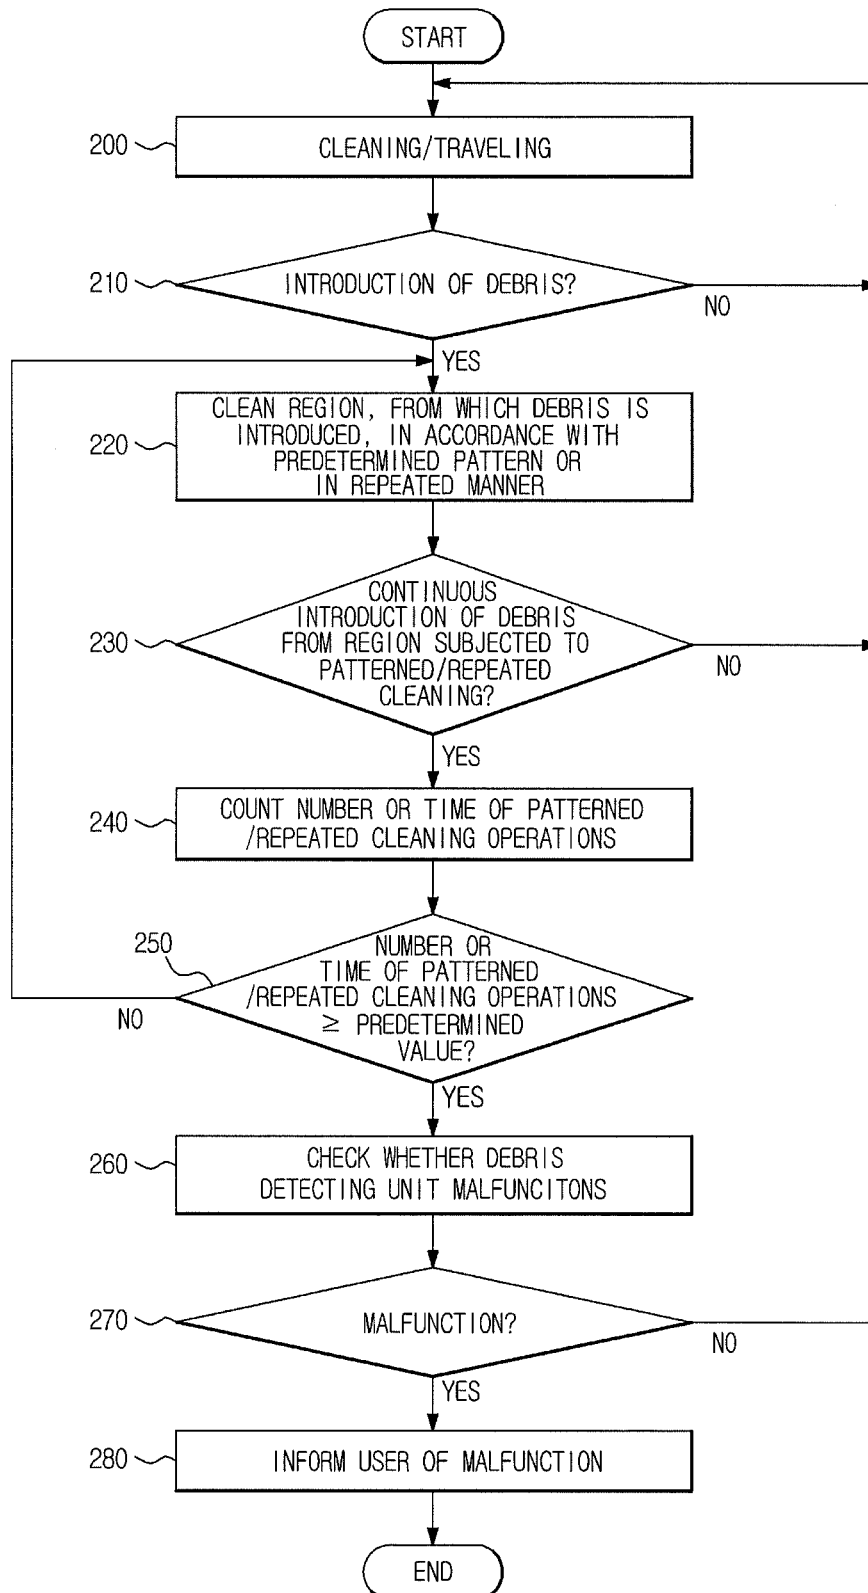 START
200
CLEANING/TRAVELING
210
INTRODUCTION OF DEBRIS?
NO
YES
220
CLEAN REGION, FROM WHICH DEBRIS IS
INTRODUCED, IN ACCORDANCE WITH
PREDETERMINED PATTERN OR
IN REPEATED MANNER
230
CONTINUOUS
INTRODUCTION OF DEBRIS
FROM REGION SUBJECTED TO
PATTERNED/REPEATED
CLEANING?
NO
YES
240
COUNT NUMBER OR TIME OF PATTERNED
/REPEATED CLEANING OPERATIONS
250
NUMBER OR
TIME OF PATTERNED
/REPEATED CLEANING OPERATIONS
≥ PREDETERMINED
VALUE?
NO
YES
260
CHECK WHETHER DEBRIS
DETECTING UNIT MALFUNCITONS
270
MALFUNCTION?
NO
YES
280
INFORM USER OF MALFUNCTION
END